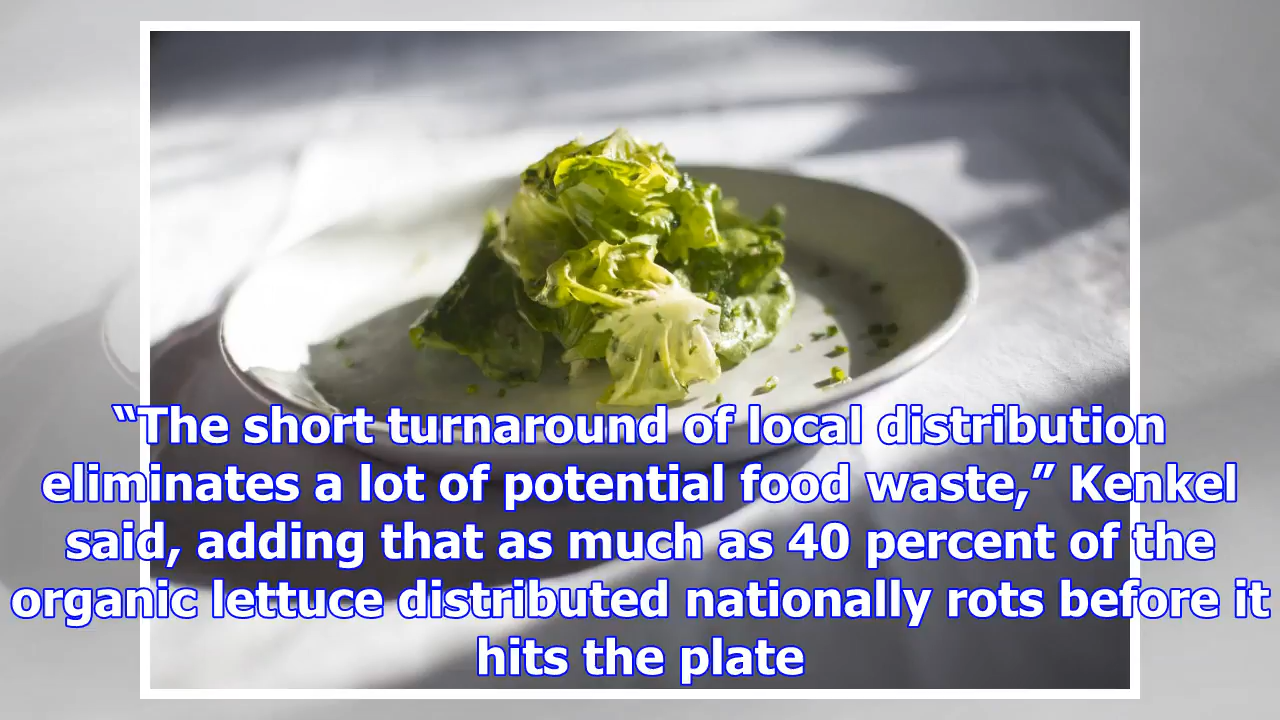 “The short turnaround of local distribution
eliminates a lot of potential food waste,” Kenkel
said, adding that as much as 40 percent of the
organic lettuce distributed nationally rots before it
hits the plate